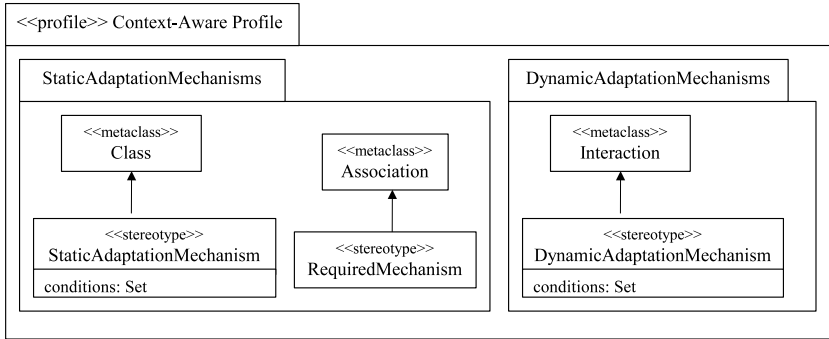 <<profile>> Context-Aware Profile
StaticAdaptationMechanisms
<<metaclass>>
Class
<<metaclass>>
Association
<<stereotype>>
StaticAdaptationMechanism
conditions: Set
<<stereotype>>
RequiredMechanism
DynamicAdaptationMechanisms
<<metaclass>>
Interaction
<<stereotype>>
DynamicAdaptationMechanism
conditions: Set